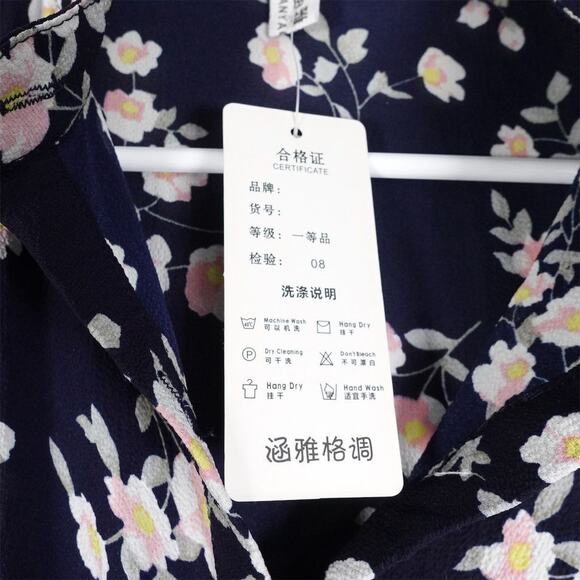 合格证
CERTIFICATE
品牌：
货号：
等级：一等品
检验： 08
洗涤说明
Machine Wash
可以机洗
Hang Dry
挂干
Dry Cleaning
可干洗
Don't Bleach
不可漂白
Hang Dry
挂干
Hand Wash
适宜手洗
涵雅格调